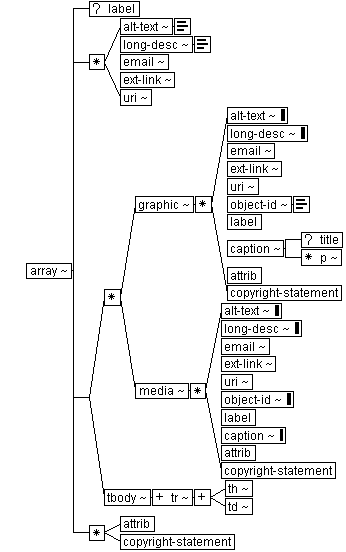 ? label
* alt-text ~
long-desc ~
email ~
ext-link ~
uri ~
array ~
*
graphic ~ *
alt-text ~
long-desc ~
email ~
ext-link ~
uri ~
object-id ~
label
caption ~
? title
* p ~
attrib
copyright-statement
media ~ *
alt-text ~
long-desc ~
email ~
ext-link ~
uri ~
object-id ~
label
caption ~
attrib
copyright-statement
tbody ~ + tr ~ +
th ~
td ~
* attrib
copyright-statement